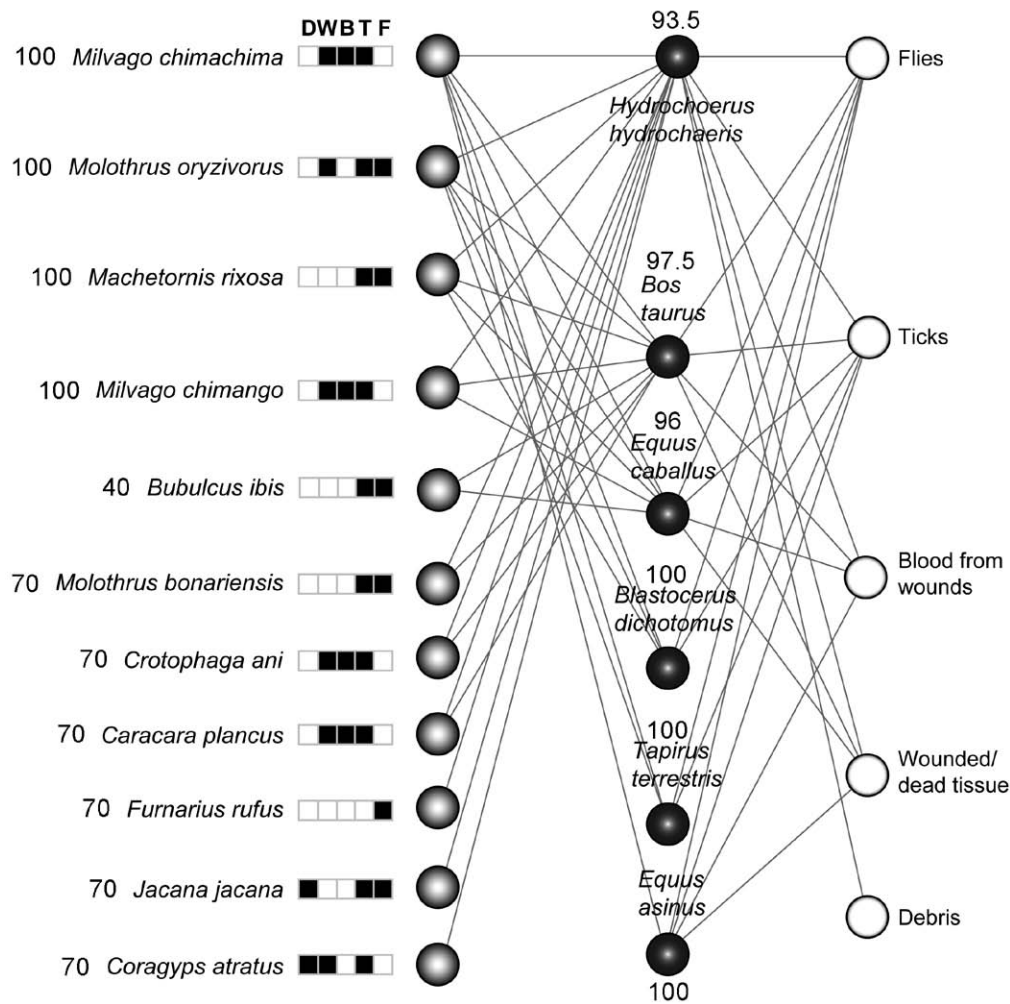 DWBTF
93.5
100 Milvago chimachima
Flies
Hydrochoerus
hydrochaeris
100 Molothrus oryzivorus
100 Machetornis rixosa
97.5
Bos
taurus
Ticks
100 Milvago chimango
96
Equus
caballus
40 Bubulcus ibis
Blood from
wounds
70 Molothrus bonariensis
100
Blastocerus
dichotomus
70 Crotophaga ani
70 Caracara plancus
100
Tapirus
terrestris
Wounded/
dead tissue
70 Furnarius rufus
70 Jacana jacana
Equus
asinus
Debris
70 Coragyps atratus
100